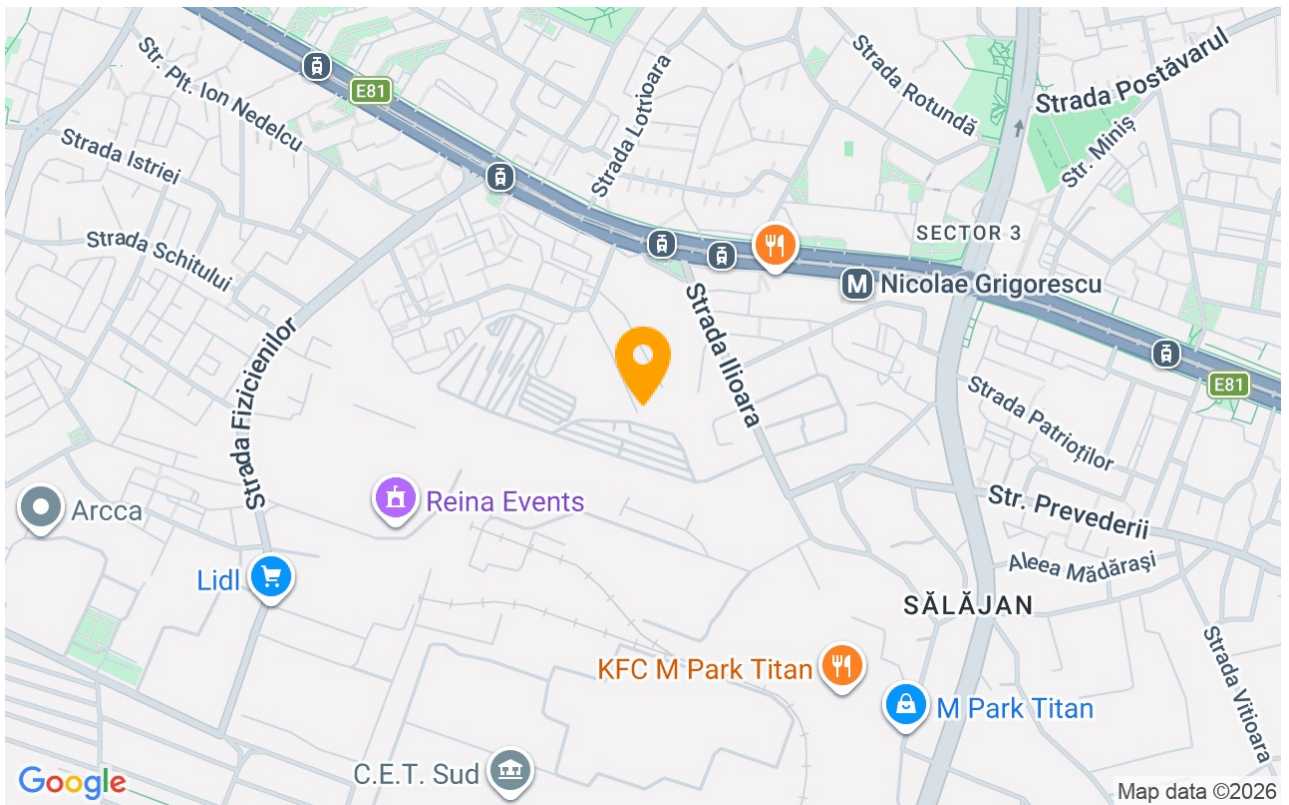 Str. Plt. Ion Nedelcu
E81
Strada Lotrioara
Strada Rotundă
Strada Postăvarul
Str. Miniș
Strada Istriei
SECTOR 3
Strada Schitului
M Nicolae Grigorescu
Strada Ilioara
Strada Fizicienilor
E81
Strada Patrioților
Reina Events
Arcca
Str. Prevederii
Aleea Mădărași
Lidl
SĂLĂJAN
KFC M Park Titan
M Park Titan
Strada Vitioara
C.E.T. Sud
Google
Map data ©2026